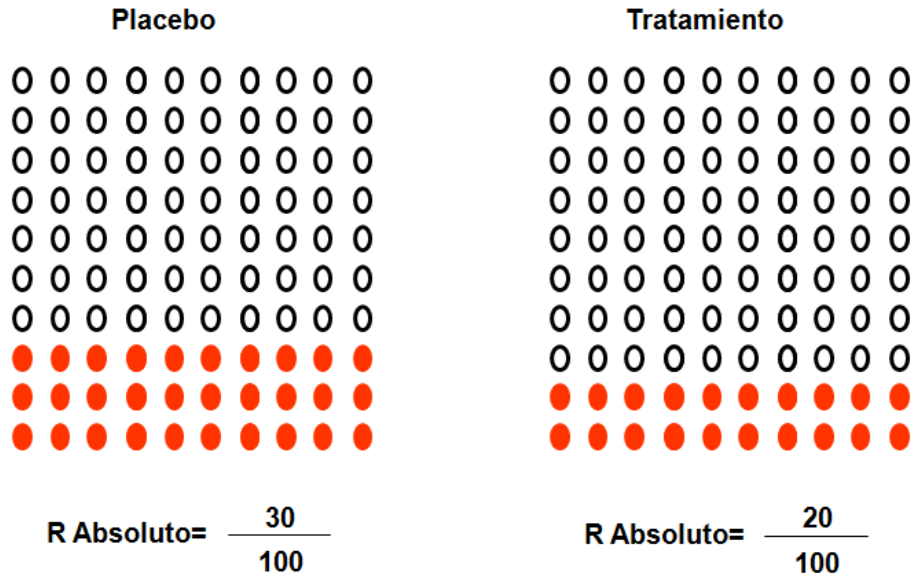 Placebo
Tratamiento
R Absoluto= 30/100
R Absoluto= 20/100